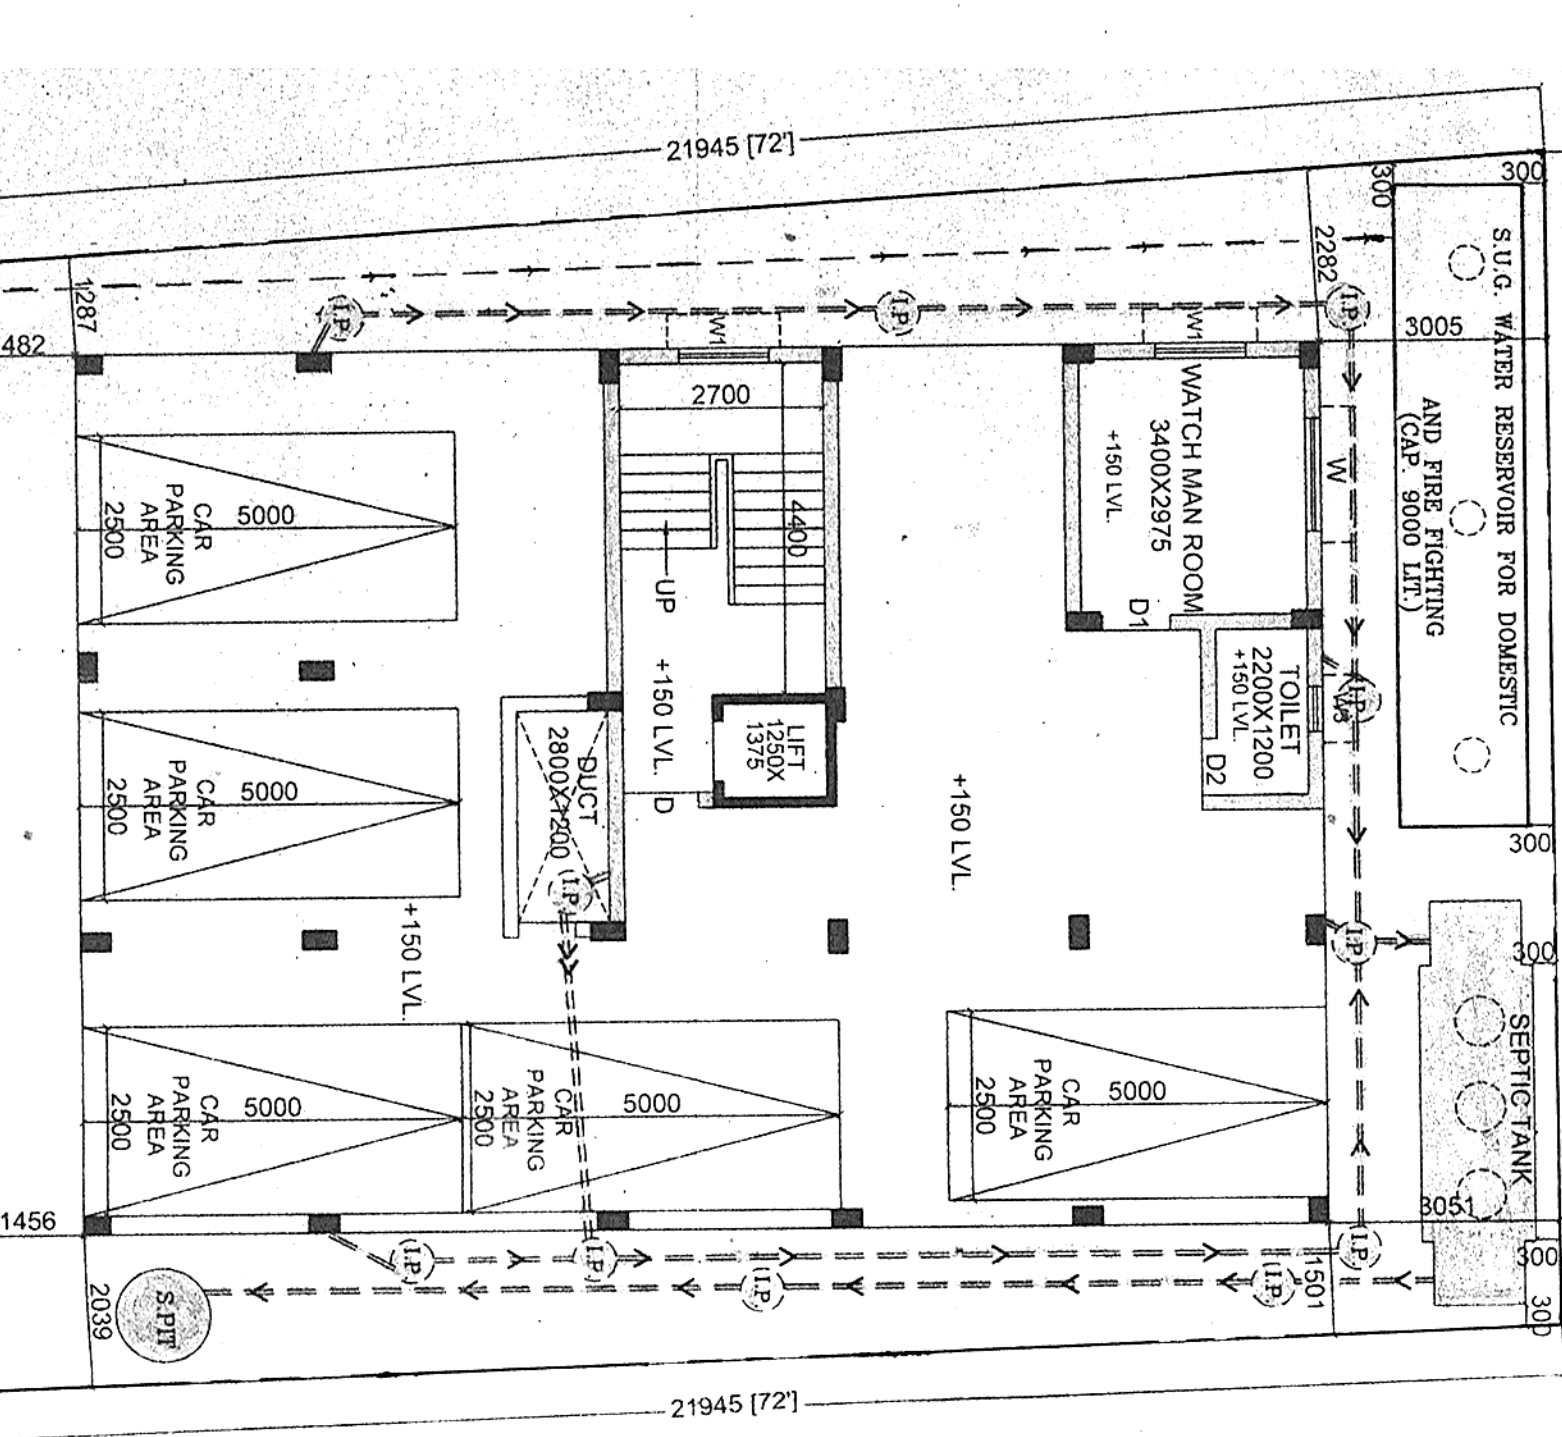 21945 [72']
300
300
2282
1287
482
3005
I.P
I.P
I.P
W1
W1
S.U.G. WATER RESERVOIR FOR DOMESTIC
AND FIRE FIGHTING
(CAP. 9000 LIT.)
2700
4400
UP
+150 LVL.
D
WATCH MAN ROOM
3400X2975
+150 LVL.
D1
W
I.P
TOILET
2200X1200
+150 LVL.
D2
LIFT
1250X
1375
DUCT
2800X1200
I.P
CAR
PARKING
AREA
5000
2500
CAR
PARKING
AREA
5000
2500
+150 LVL.
+150 LVL.
300
300
I.P
SEPTIC TANK
CAR
PARKING
AREA
5000
2500
CAR
PARKING
AREA
5000
2500
CAR
PARKING
AREA
5000
2500
1456
3051
300
300
I.P
I.P
I.P
I.P
I.P
1501
2039
S.PIT
21945 [72']